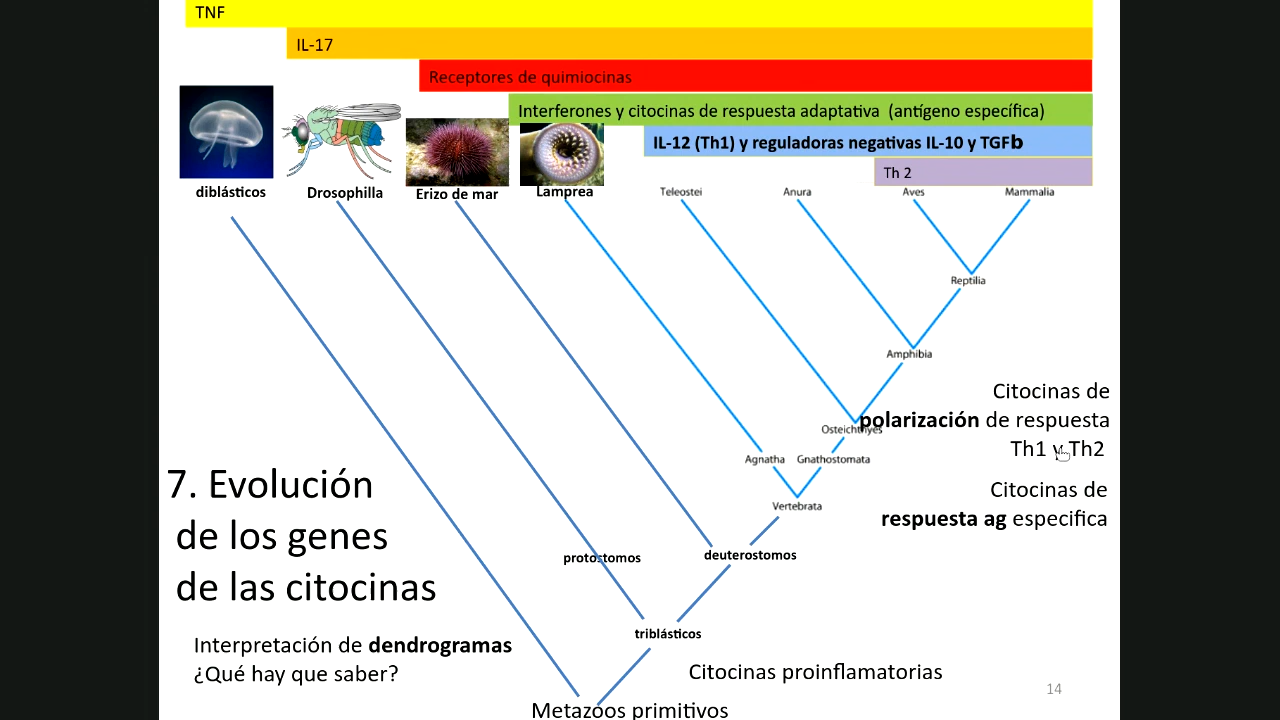 TNF
IL-17
Receptores de quimiocinas
Interferones y citocinas de respuesta adaptativa (antígeno específica)
IL-12 (Th1) y reguladoras negativas IL-10 y TGFb
Th 2
diblásticos
Drosophilla
Erizo de mar
Lamprea
Teleostei
Anura
Aves
Mammalia
Reptilia
Amphibia
Citocinas de
polarización de respuesta
Th1 y Th2
Osteichthyes
Agnatha
Gnathostomata
Citocinas de
respuesta ag especifica
Vertebrata
7. Evolución
de los genes
de las citocinas
protostomos
deuterostomos
triblásticos
Interpretación de dendrogramas
¿Qué hay que saber?
Citocinas proinflamatorias
14
Metazoos primitivos